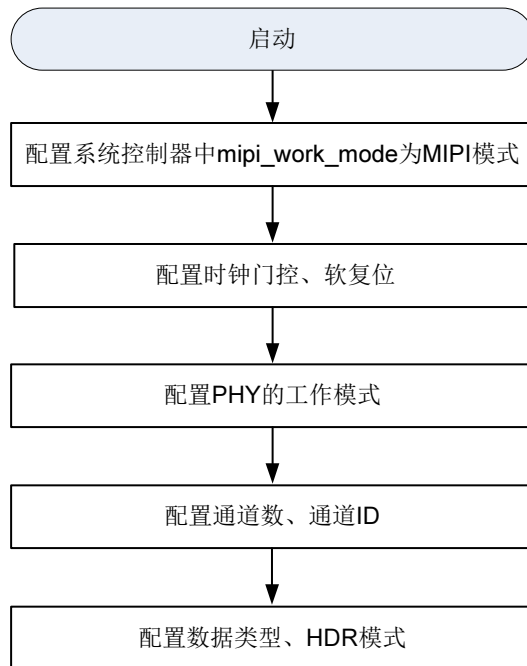 启动
配置系统控制器中mipi_work_mode为MIPI模式
配置时钟门控、软复位
配置PHY的工作模式
配置通道数、通道ID
配置数据类型、HDR模式